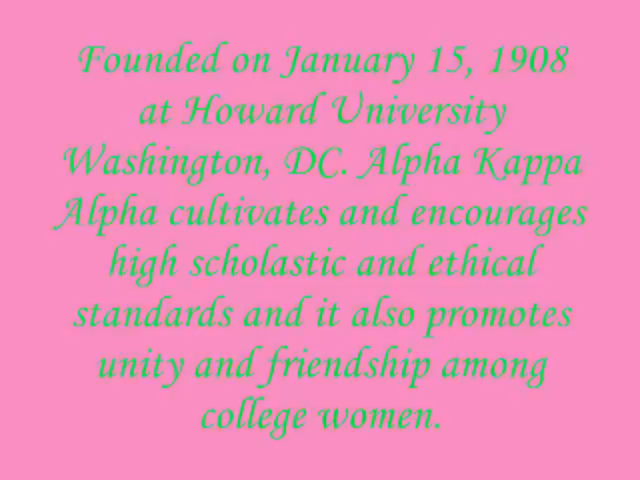 Founded on January 15, 1908
at Howard University
Washington, DC. Alpha Kappa
Alpha cultivates and encourages
high scholastic and ethical
standards and it also promotes
unity and friendship among
college women.